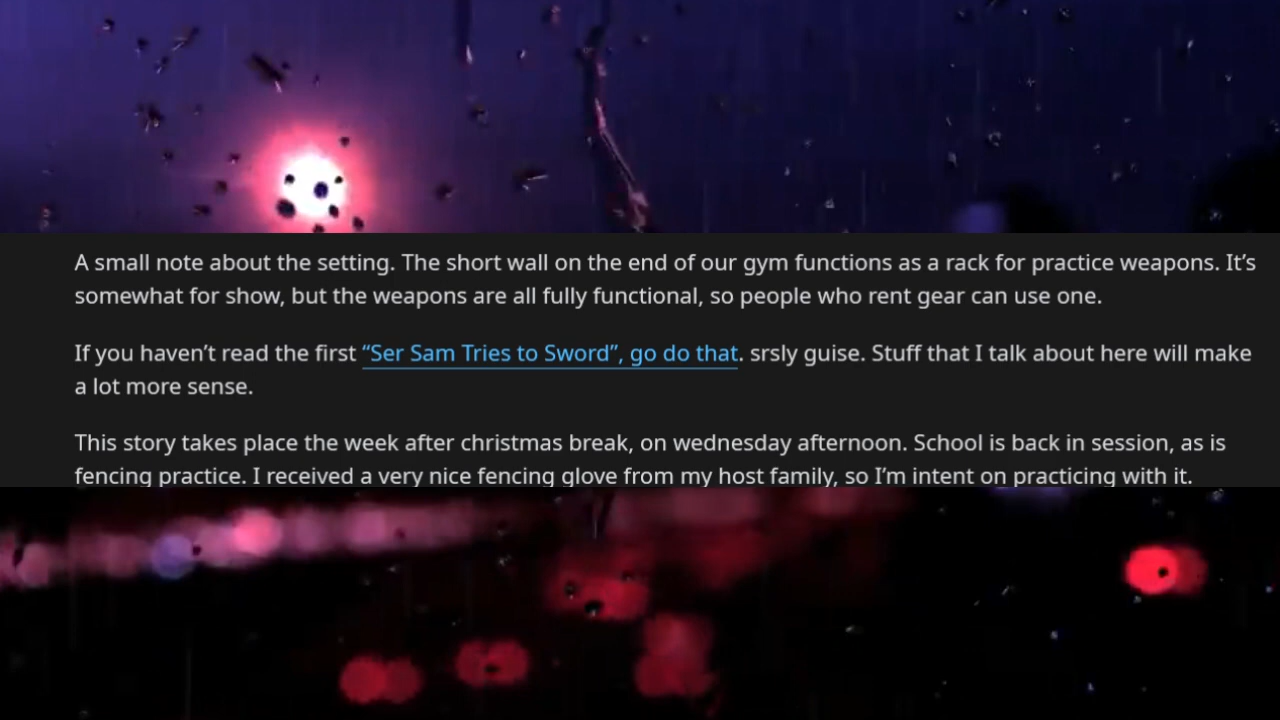 A small note about the setting. The short wall on the end of our gym functions as a rack for practice weapons. It’s
somewhat for show, but the weapons are all fully functional, so people who rent gear can use one.
If you haven’t read the first “Ser Sam Tries to Sword”, go do that. srsly guise. Stuff that I talk about here will make
a lot more sense.
This story takes place the week after christmas break, on wednesday afternoon. School is back in session, as is
fencing practice. I received a very nice fencing glove from my host family, so I’m intent on practicing with it.